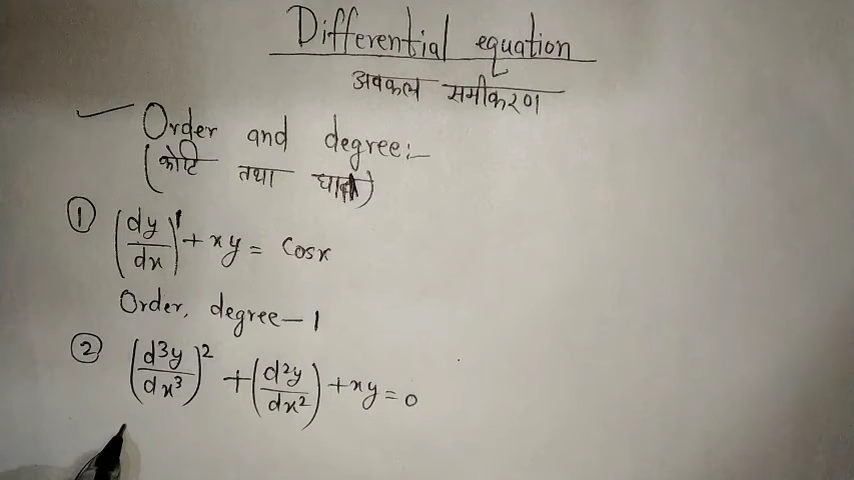 Differential equation
अवकल समीकरण
Order and degree:-
(कोटि तथा घात)
① (dy/dx)¹ + xy = Cosx
Order, degree — 1
② (d³y/dx³)² + (d²y/dx²) + xy = 0